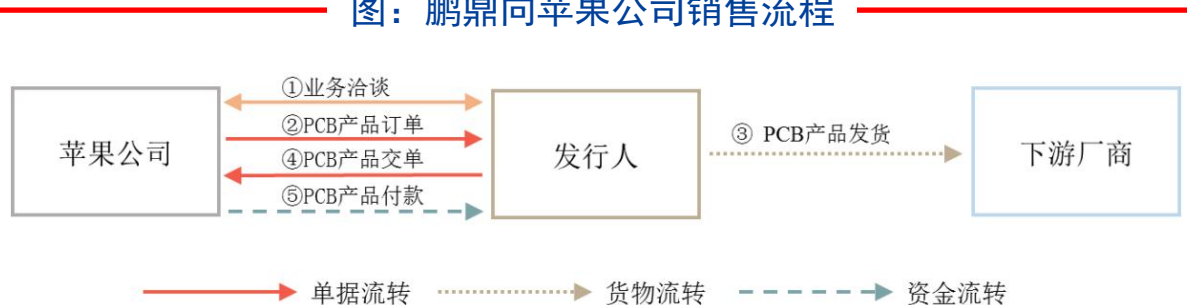 图：鹏鼎向苹果公司销售流程
①业务洽谈
②PCB产品订单
③ PCB产品发货
④PCB产品交单
⑤PCB产品付款
苹果公司
发行人
下游厂商
单据流转
货物流转
资金流转